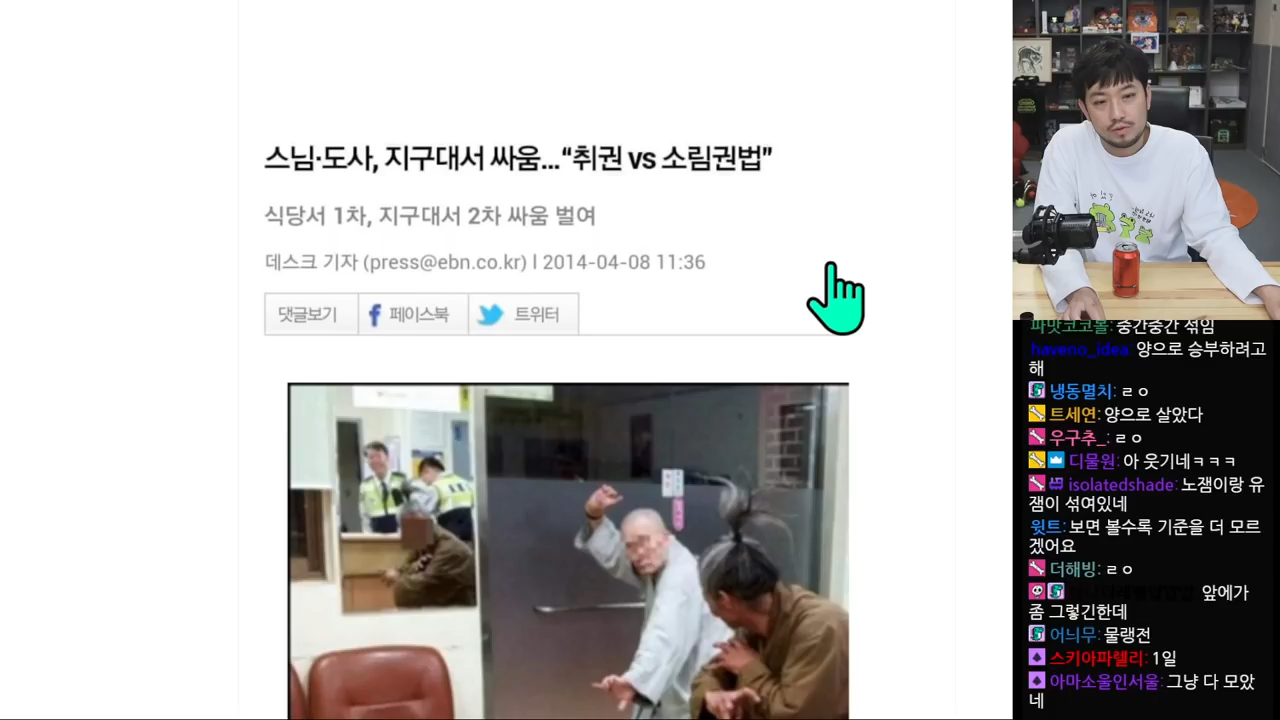 스님·도사, 지구대서 싸움...“취권 vs 소림권법”
식당서 1차, 지구대서 2차 싸움 벌여
데스크 기자 (press@ebn.co.kr) l 2014-04-08 11:36
댓글보기 페이스북 트위터
파맛코코볼: 중간중간 섞임
haveno_idea: 양으로 승부하려고
해
냉동멸치: ㄹㅇ
트세연: 양으로 살았다
우구추_: ㄹㅇ
디물원: 아 웃기네ㅋㅋㅋ
isolatedshade: 노잼이랑 유
잼이 섞여있네
윗트: 보면 볼수록 기준을 더 모르
겠어요
더해빙: ㄹㅇ
앞에가
좀 그렇긴한데
어늬무: 물랭전
스키아파렐리: 1일
아마소울인서울: 그냥 다 모았
네